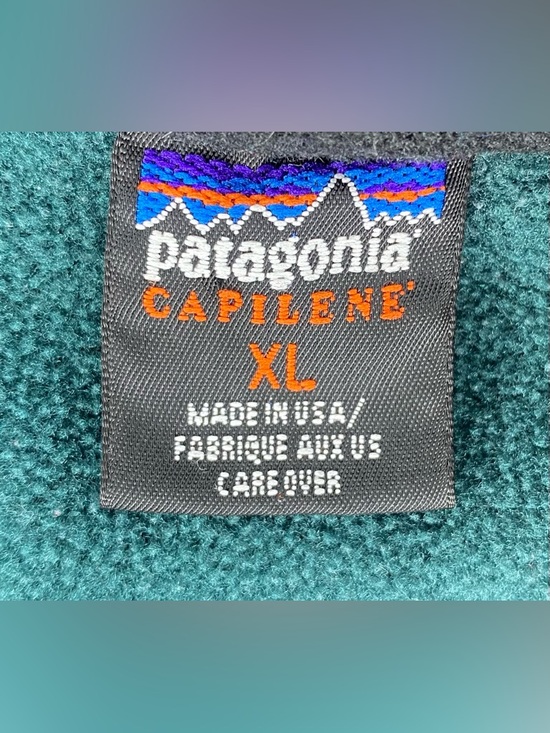 patagonia®
CAPILENE®
XL
MADE IN USA/
FABRIQUE AUX US
CARE OVER